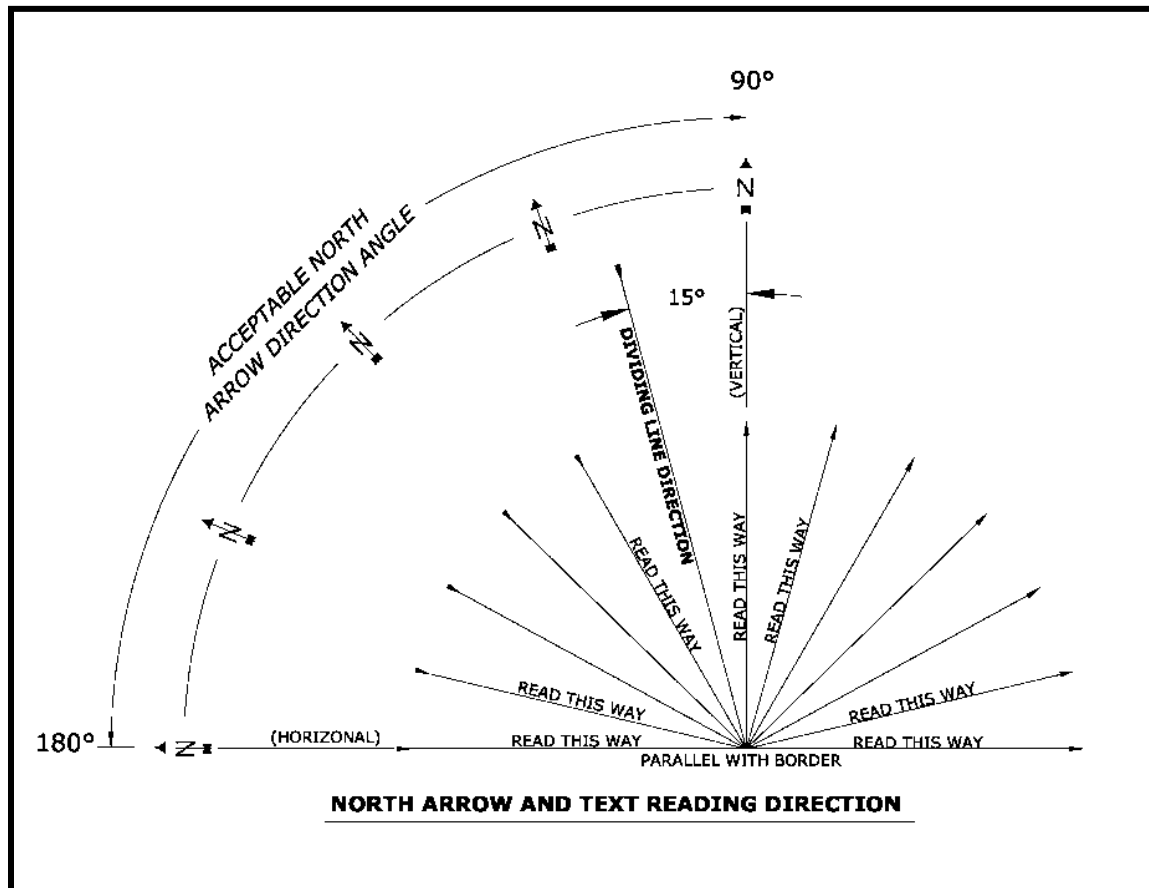 90°
N
N
ACCEPTABLE NORTH
ARROW DIRECTION ANGLE
15°
(VERTICAL)
DIVIDING LINE DIRECTION
N
N
READ THIS WAY
READ THIS WAY
READ THIS WAY
READ THIS WAY
READ THIS WAY
180°
N
(HORIZONAL)
READ THIS WAY
READ THIS WAY
PARALLEL WITH BORDER
NORTH ARROW AND TEXT READING DIRECTION